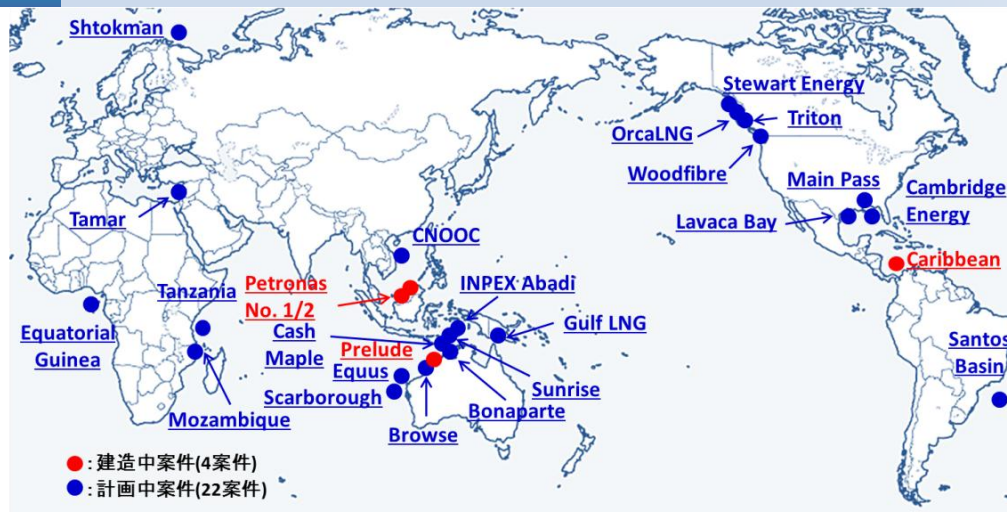 Shtokman
Stewart Energy
OrcaLNG
Triton
Woodfibre
Main Pass
Cambridge
Energy
Lavaca Bay
Tamar
CNOOC
Caribbean
Tanzania
Petronas
No. 1/2
INPEX Abadi
Equatorial
Guinea
Cash
Maple
Gulf LNG
Prelude
Equus
Scarborough
Sunrise
Bonaparte
Browse
Mozambique
Santos
Basin
●: 建造中案件(4案件)
●: 計画中案件(22案件)